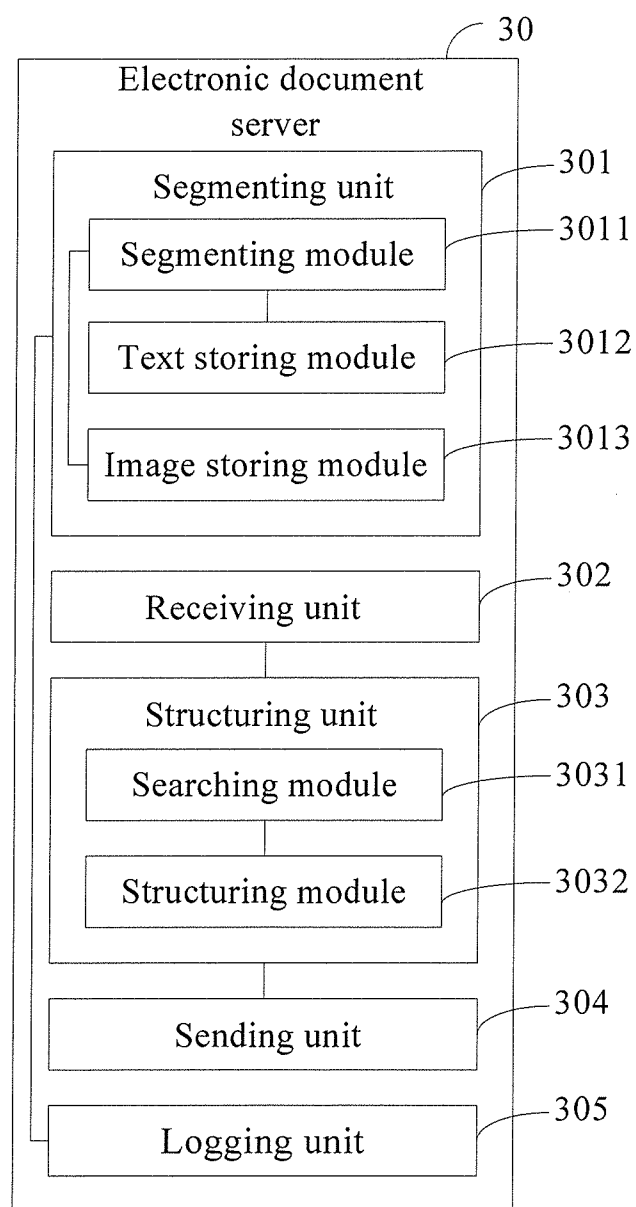 30
Electronic document
server
301
Segmenting unit
3011
Segmenting module
3012
Text storing module
3013
Image storing module
302
Receiving unit
303
Structuring unit
3031
Searching module
3032
Structuring module
304
Sending unit
305
Logging unit